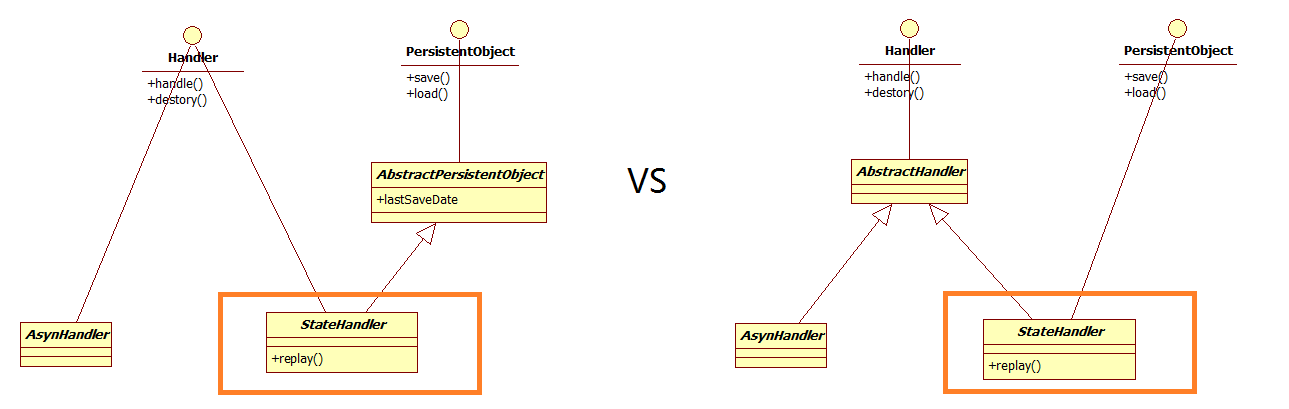 Handler
+handle()
+destory()
PersistentObject
+save()
+load()
AbstractPersistentObject
+lastSaveDate
AsynHandler
StateHandler
+replay()
VS
Handler
+handle()
+destory()
PersistentObject
+save()
+load()
AbstractHandler
AsynHandler
StateHandler
+replay()